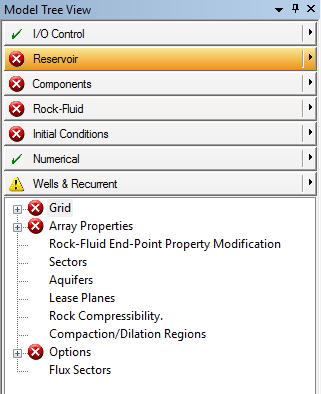 Model Tree View
I/O Control
Reservoir
Components
Rock-Fluid
Initial Conditions
Numerical
Wells & Recurrent
Grid
Array Properties
Rock-Fluid End-Point Property Modification
Sectors
Aquifers
Lease Planes
Rock Compressibility.
Compaction/Dilation Regions
Options
Flux Sectors